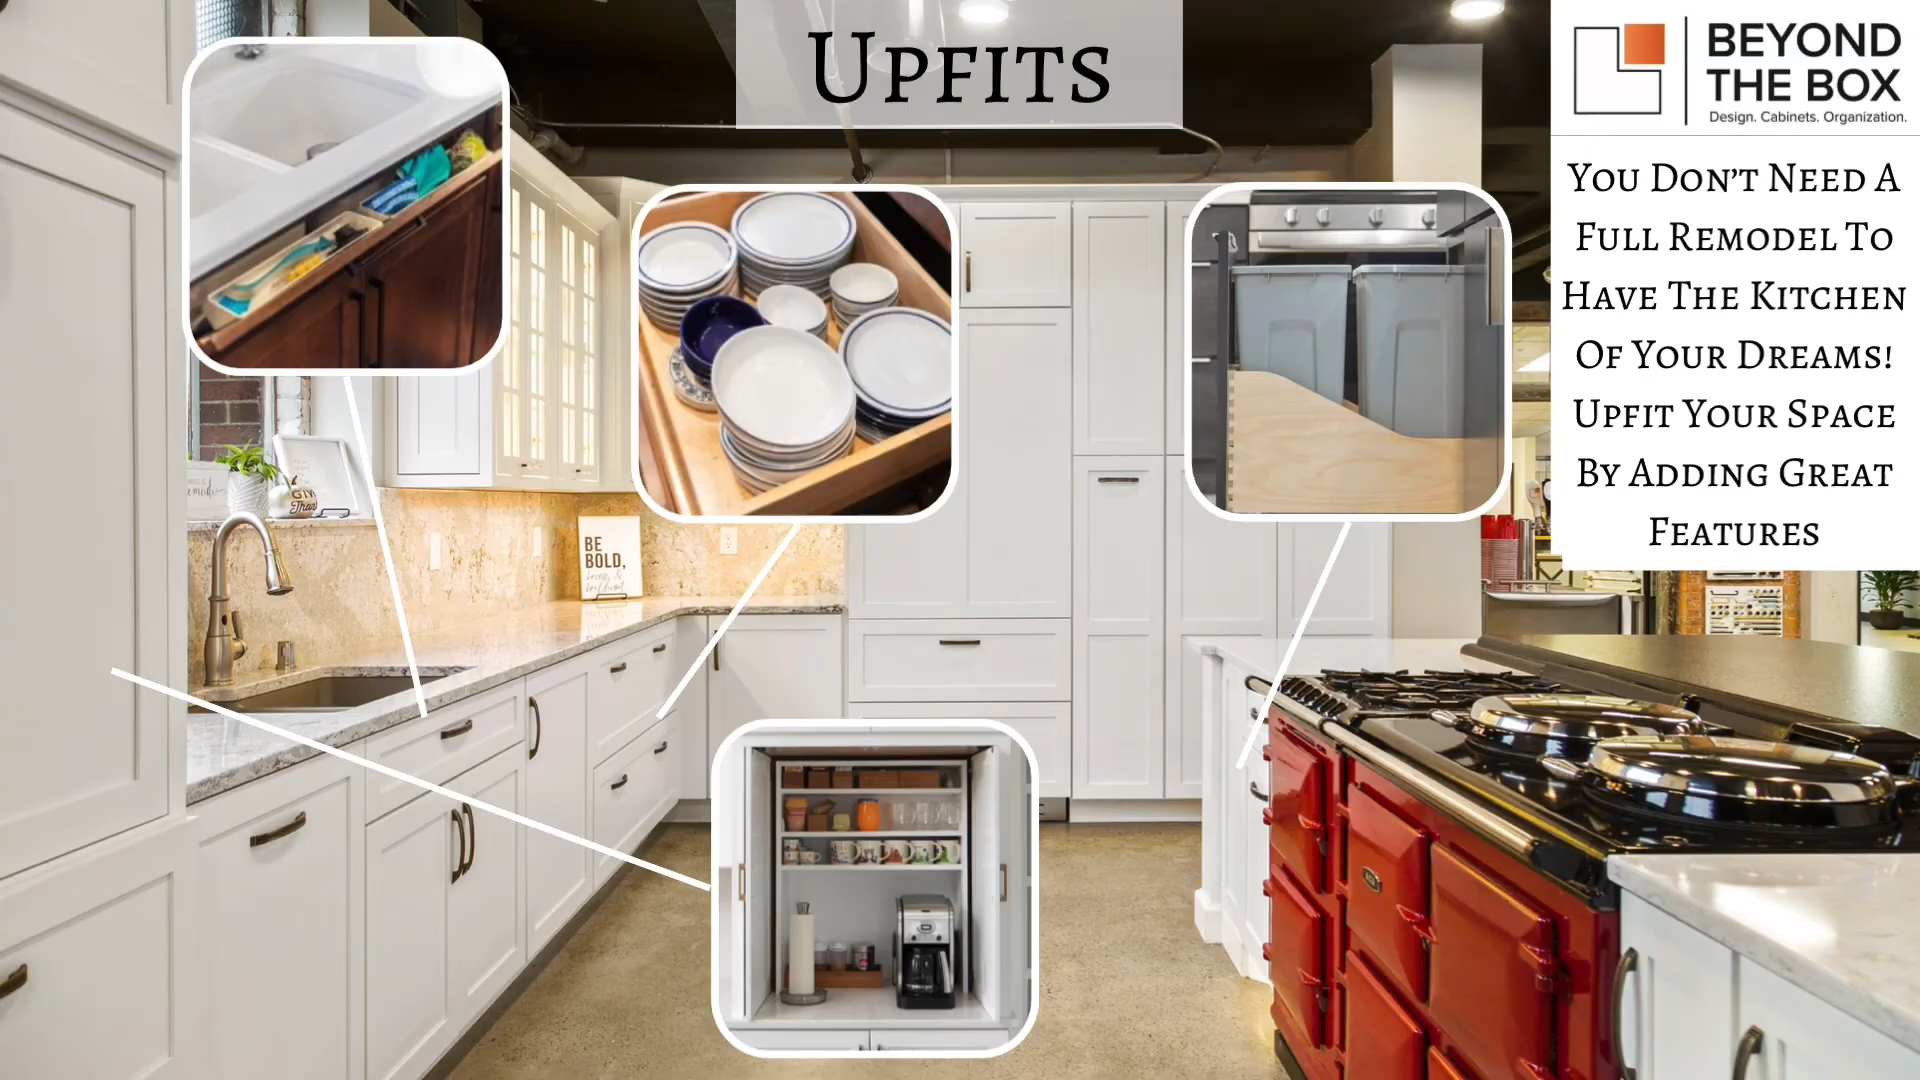 Upfits
BEYOND
THE BOX
Design. Cabinets. Organization.
You Don't Need A
Full Remodel To
Have The Kitchen
Of Your Dreams!
Upfit Your Space
By Adding Great
Features
BE
BOLD,